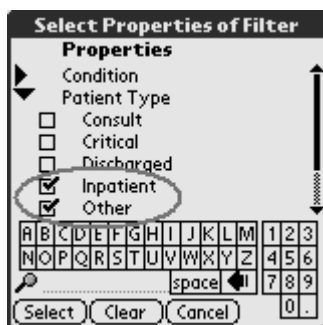 Select Properties of Filter
Properties
Condition
Patient Type
Consult
Critical
Discharged
Inpatient
Other
A B C D E F G H I J K L M 1 2 3
N O P Q R S T U V W X Y Z 4 5 6
space 7 8 9
Select Clear Cancel 0 .